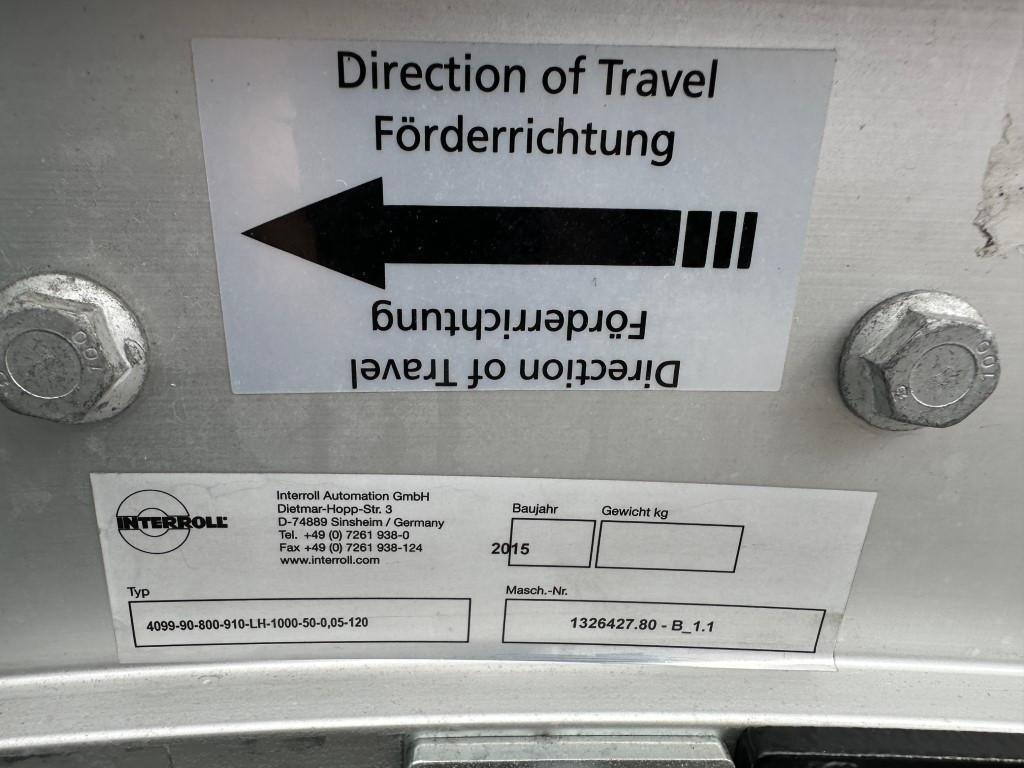 Direction of Travel
Förderrichtung
Förderrichtung
Direction of Travel
INTERROLL
Interroll Automation GmbH
Dietmar-Hopp-Str. 3
D-74889 Sinsheim / Germany
Tel. +49 (0) 7261 938-0
Fax +49 (0) 7261 938-124
www.interroll.com
Baujahr
2015
Gewicht kg
Typ
4099-90-800-910-LH-1000-50-0,05-120
Masch.-Nr.
1326427.80 - B_1.1
100
100